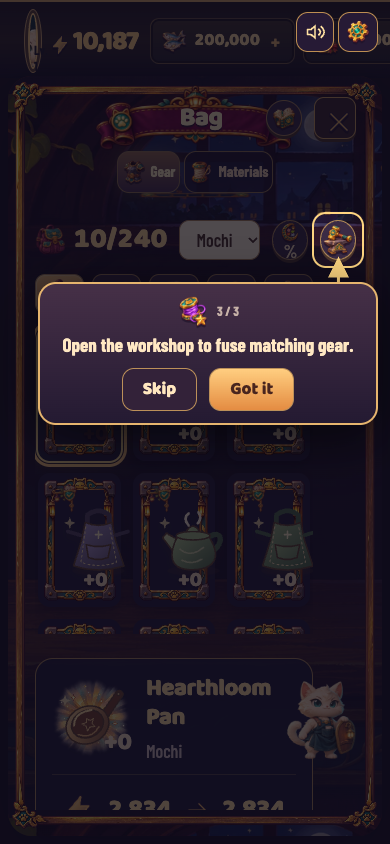 10,187
200,000 +
Bag
Gear
Materials
10/240
Mochi
%
3/3
Open the workshop to fuse matching gear.
Skip
Got it
+0 +0
+0 +0 +0
Hearthloom
Pan
+0
Mochi
2,834 → 2,834